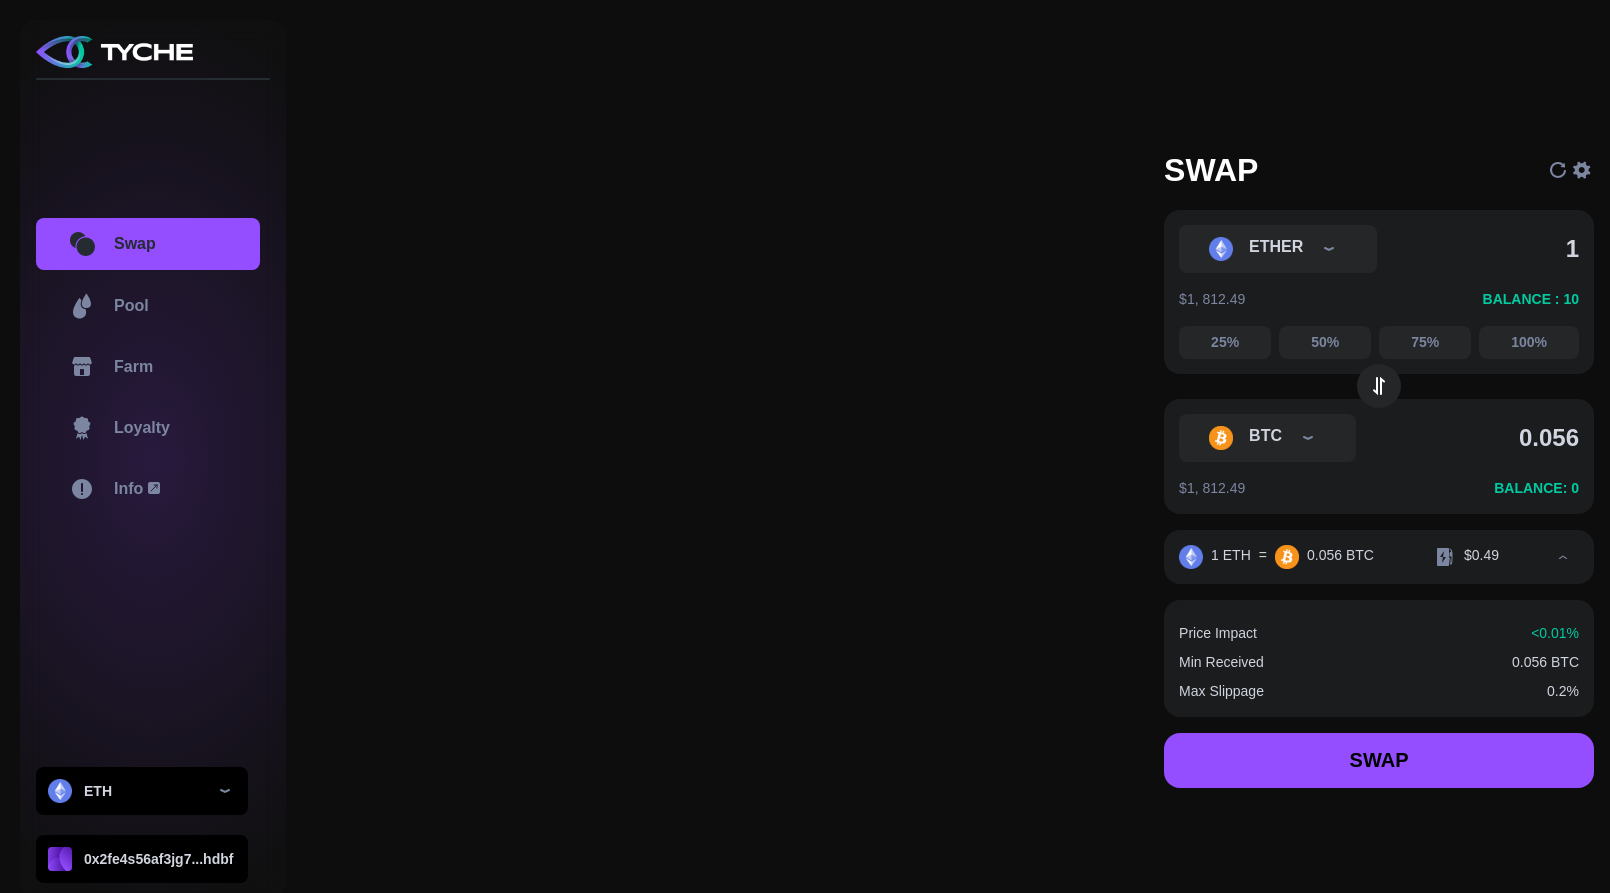 TYCHE
Swap
Pool
Farm
Loyalty
Info
ETH
0x2fe4s56af3jg7...hdbf
SWAP
ETHER 1
$1, 812.49 BALANCE : 10
25% 50% 75% 100%
BTC 0.056
$1, 812.49 BALANCE: 0
1 ETH = 0.056 BTC $0.49
Price Impact <0.01%
Min Received 0.056 BTC
Max Slippage 0.2%
SWAP